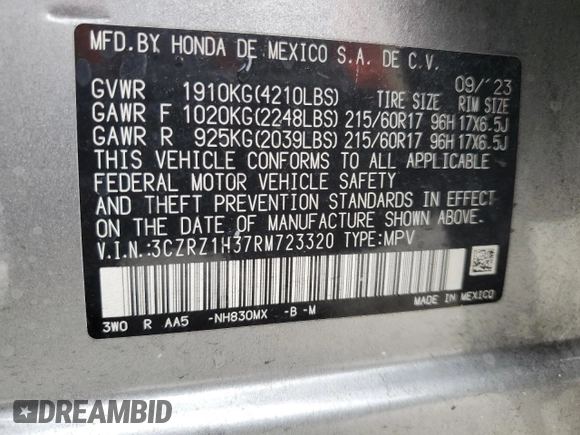 MFD.BY HONDA DE MEXICO S.A. DE C.V.
09/´23
GVWR 1910KG(4210LBS) TIRE SIZE RIM SIZE
GAWR F 1020KG(2248LBS) 215/60R17 96H 17X6.5J
GAWR R 925KG(2039LBS) 215/60R17 96H 17X6.5J
THIS VEHICLE CONFORMS TO ALL APPLICABLE
FEDERAL MOTOR VEHICLE SAFETY
AND THEFT PREVENTION STANDARDS IN EFFECT
ON THE DATE OF MANUFACTURE SHOWN ABOVE.
V.I.N.:3CZRZ1H37RM723320 TYPE:MPV
MADE IN MEXICO
3W0 R AA5 -NH830MX -B -M
DREAMBID